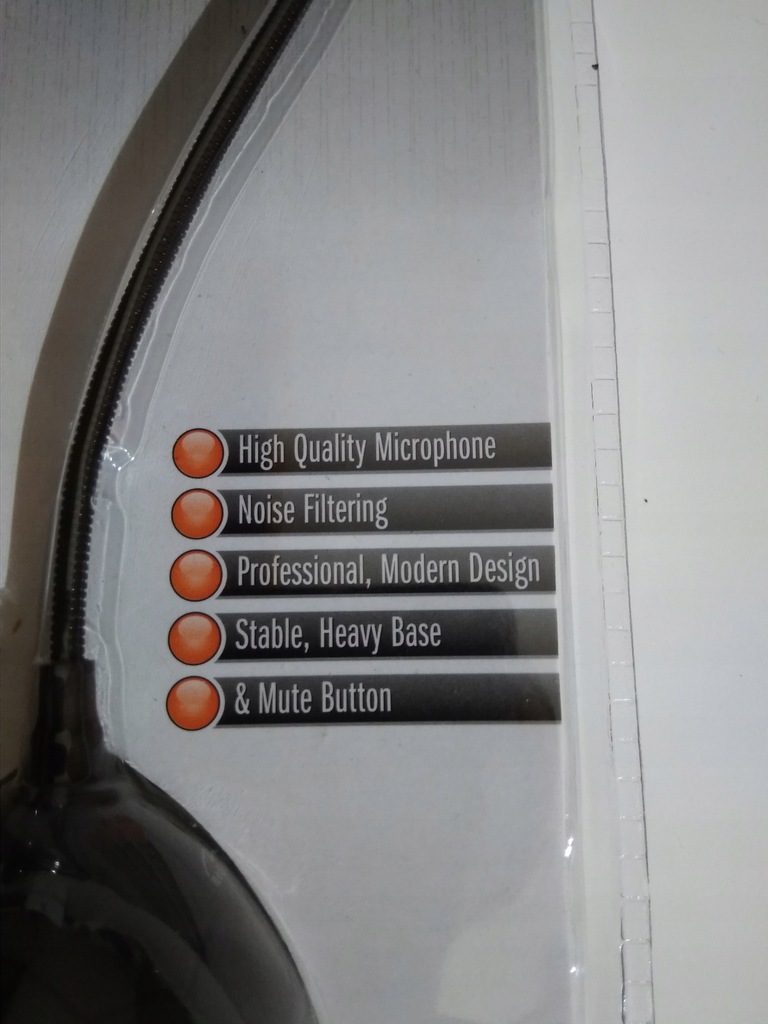 High Quality Microphone
Noise Filtering
Professional, Modern Design
Stable, Heavy Base
& Mute Button